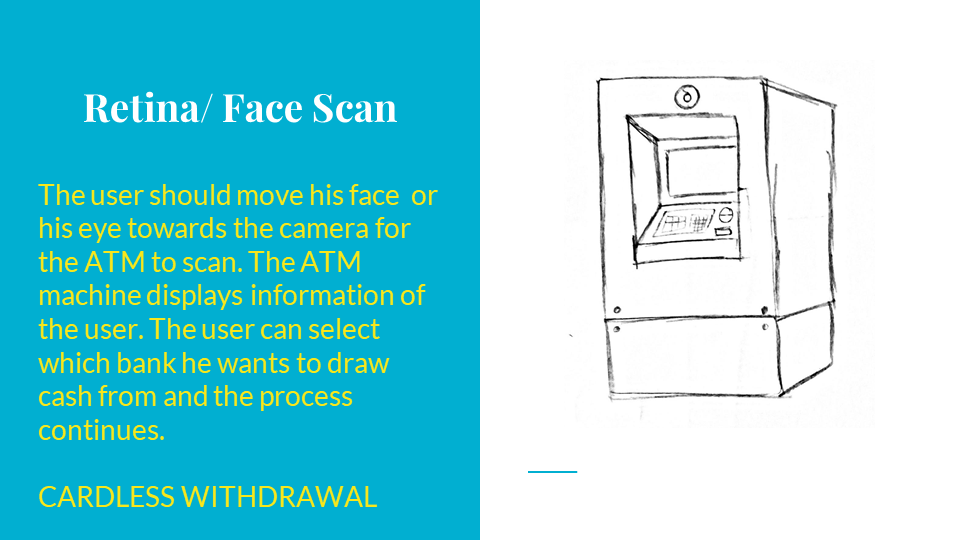 Retina/ Face Scan
The user should move his face  or
his eye towards the camera for
the ATM to scan. The ATM
machine displays information of
the user. The user can select
which bank he wants to draw
cash from and the process
continues.
CARDLESS WITHDRAWAL